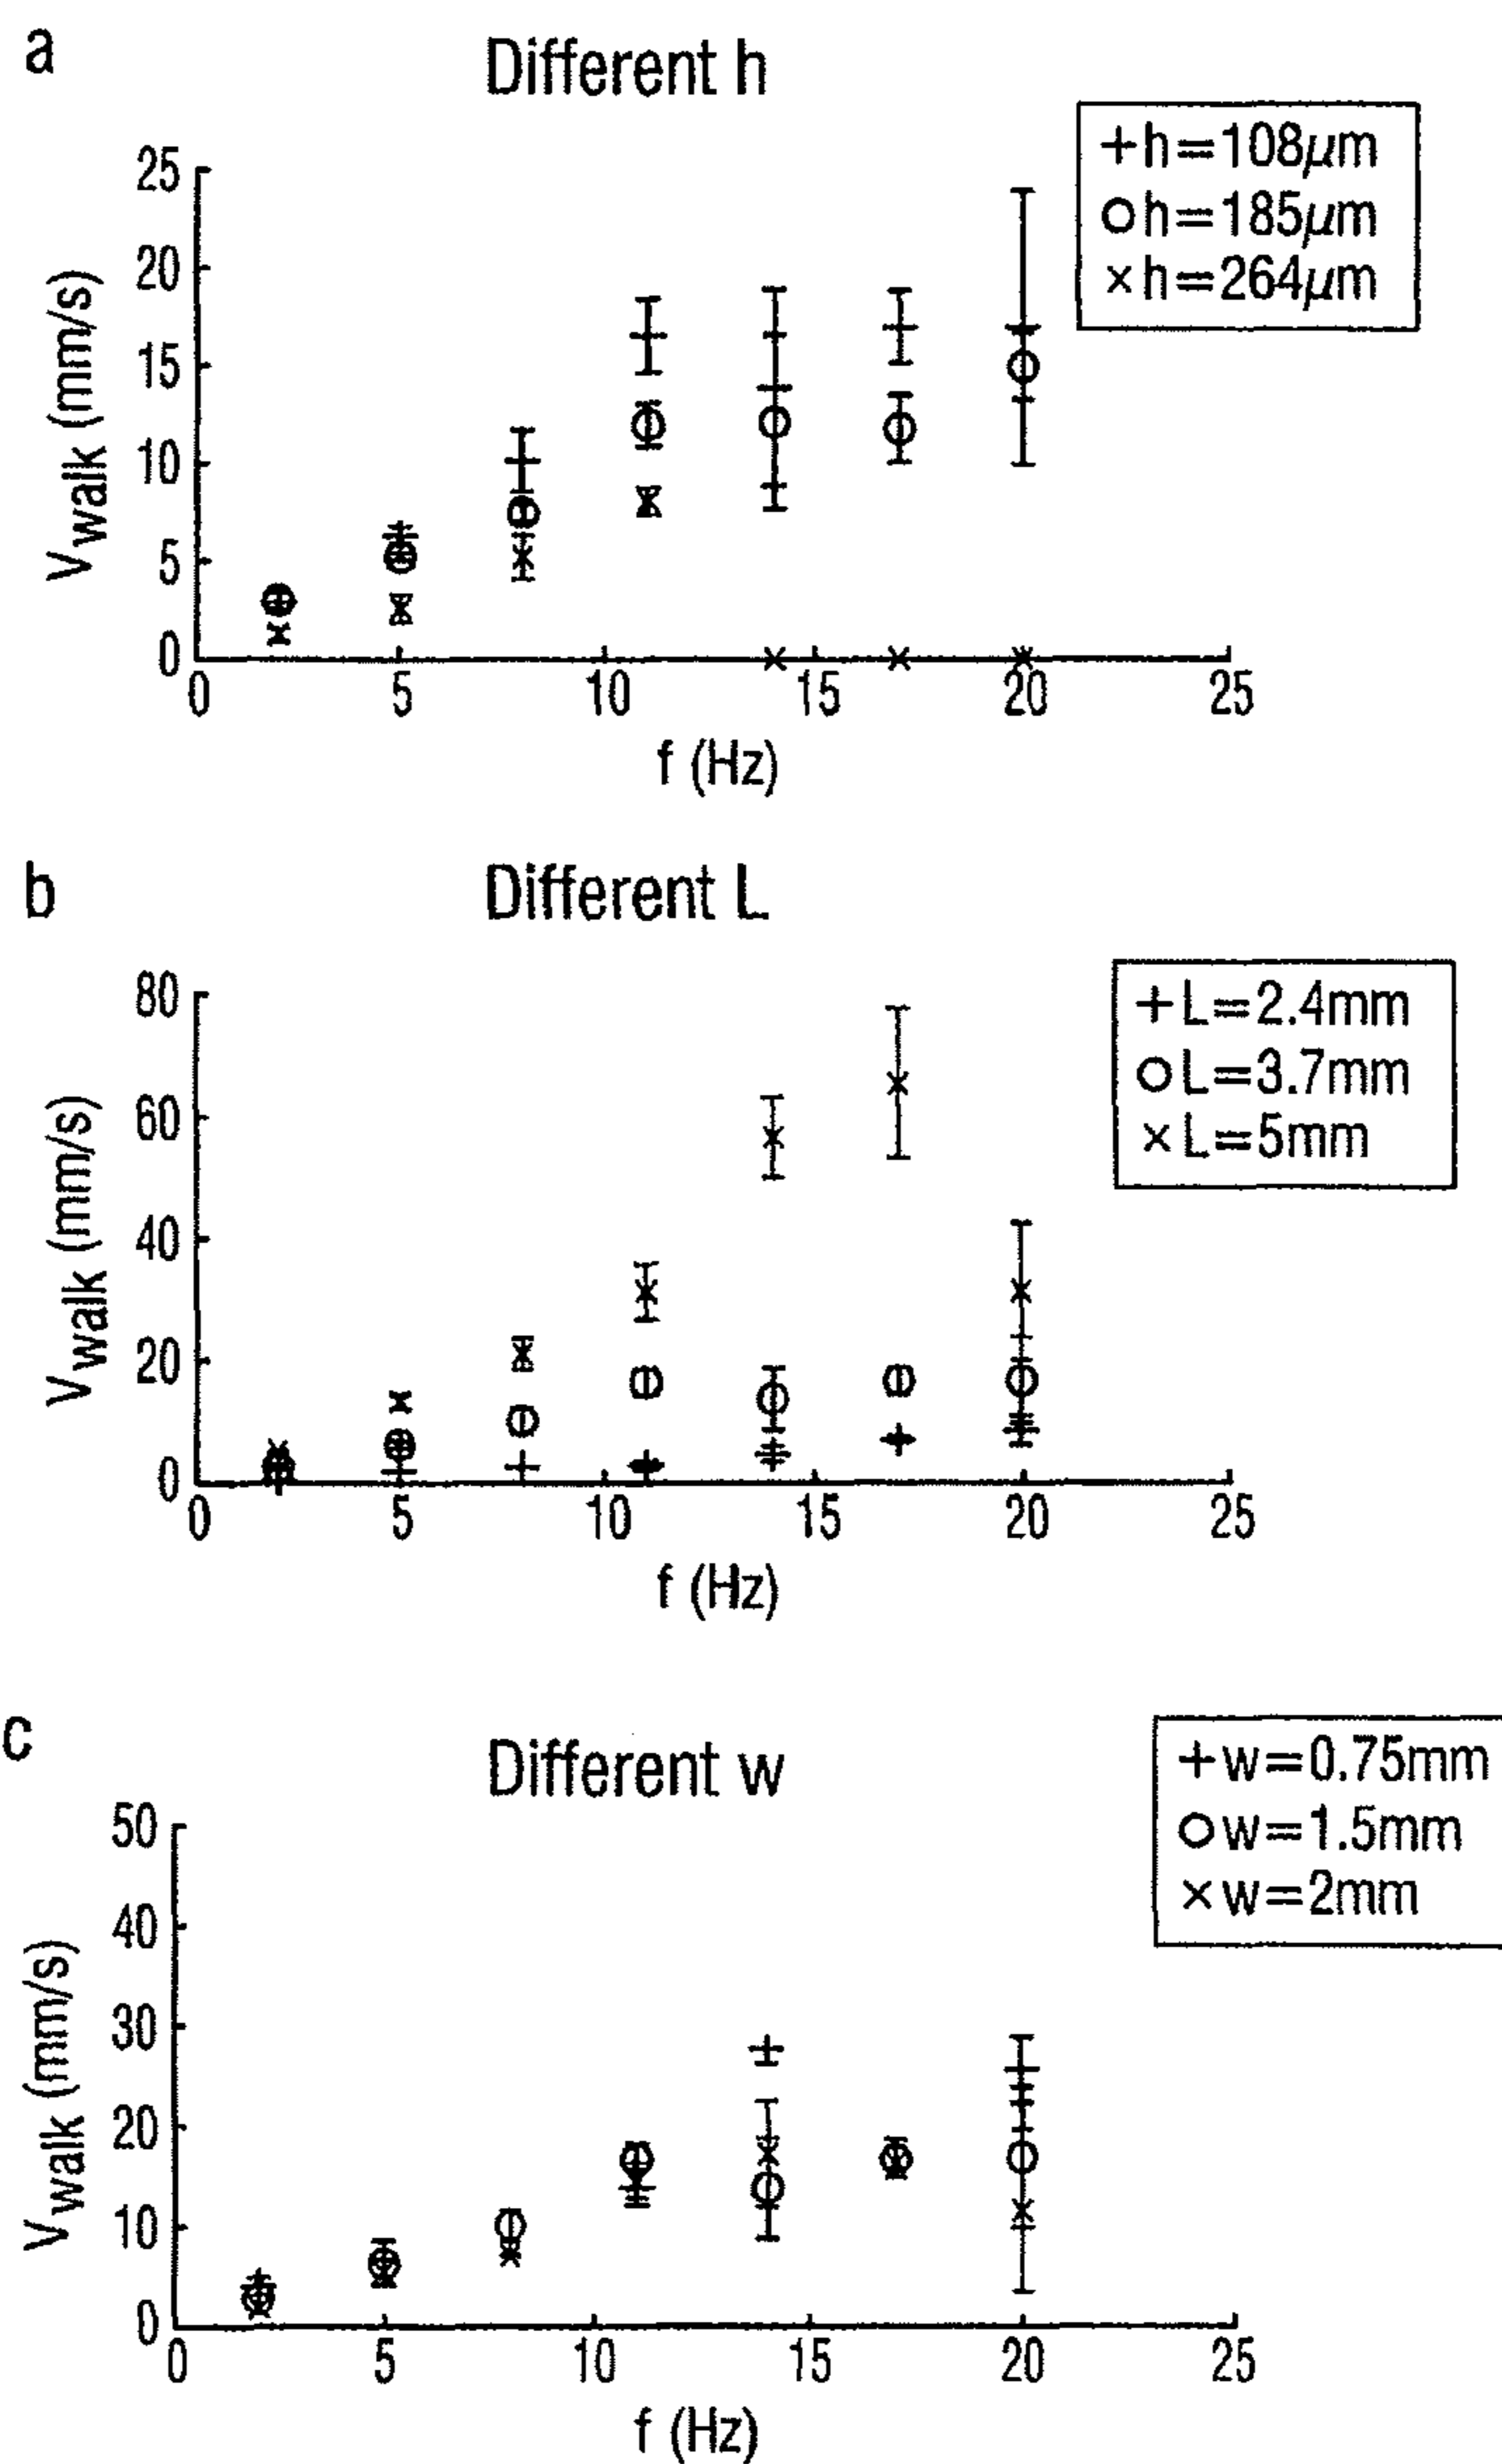 a
Different h
+h=108μm
Oh=185μm
×h=264μm
25
20
15
10
5
0
Vwalk (mm/s)
0 5 10 15 20 25
f (Hz)
b
Different L
+L=2.4mm
OL=3.7mm
×L=5mm
80
60
40
20
0
Vwalk (mm/s)
0 5 10 15 20 25
f (Hz)
c
Different w
+w=0.75mm
Ow=1.5mm
×w=2mm
50
40
30
20
10
0
Vwalk (mm/s)
0 5 10 15 20 25
f (Hz)